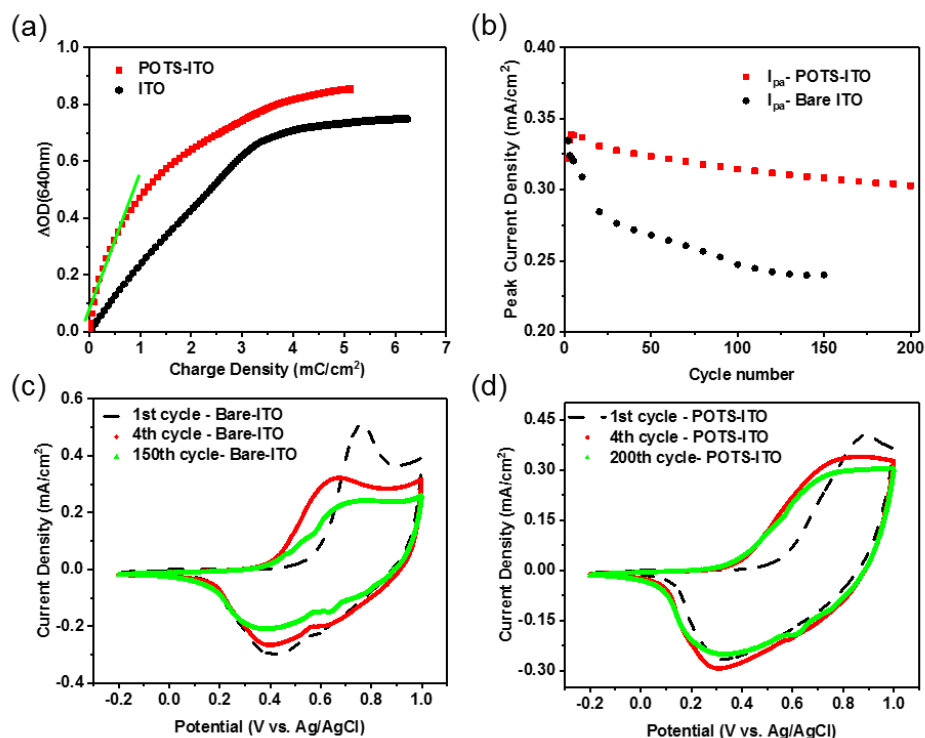 (a)
1.0
0.8
0.6
0.4
0.2
0.0
0 1 2 3 4 5 6 7
ΔOD(640nm)
Charge Density (mC/cm²)
POTS-ITO
ITO
(b)
0.40
0.35
0.30
0.25
0.20
0 50 100 150 200
Peak Current Density (mA/cm²)
Cycle number
Iₚₐ- POTS-ITO
Iₚₐ- Bare ITO
(c)
0.6
0.4
0.2
0.0
-0.2
-0.4
-0.2 0.0 0.2 0.4 0.6 0.8 1.0
Current Density (mA/cm²)
Potential (V vs. Ag/AgCl)
1st cycle - Bare-ITO
4th cycle - Bare-ITO
150th cycle- Bare-ITO
(d)
0.45
0.30
0.15
0.00
-0.15
-0.30
-0.2 0.0 0.2 0.4 0.6 0.8 1.0
Current Density (mA/cm²)
Potential (V vs. Ag/AgCl)
1st cycle - POTS-ITO
4th cycle - POTS-ITO
200th cycle- POTS-ITO